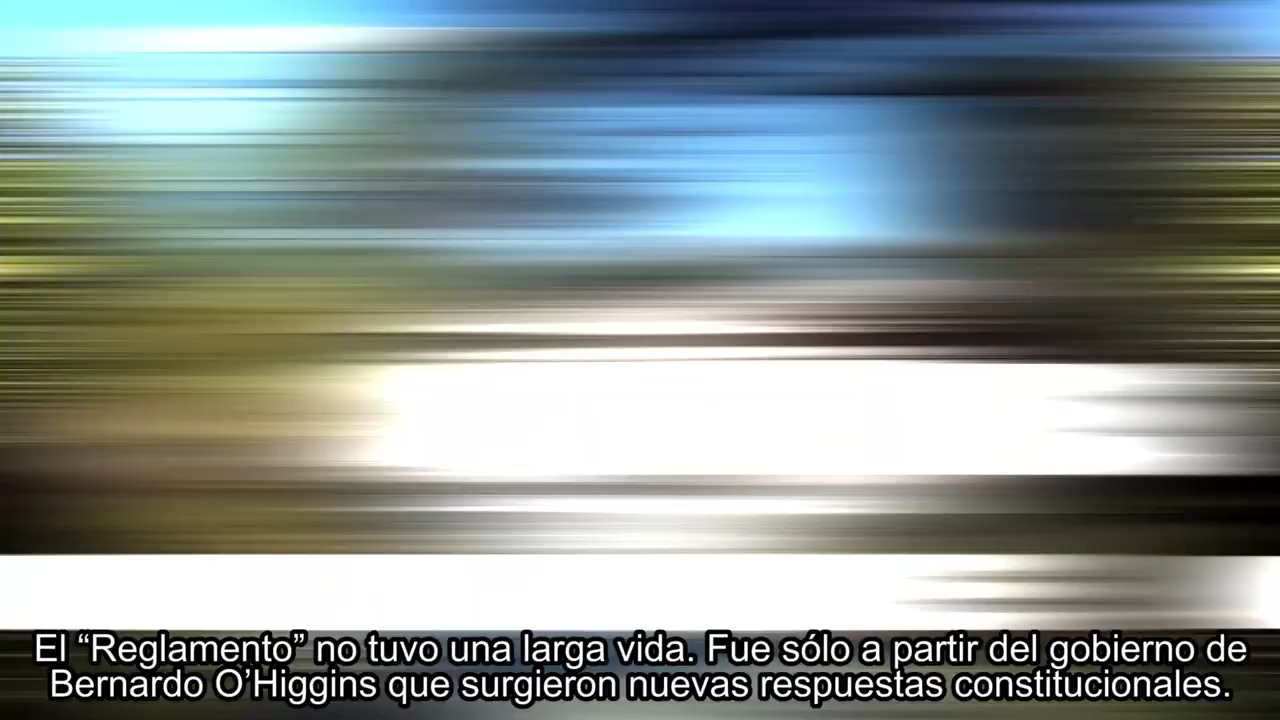 El “Reglamento” no tuvo una larga vida. Fue sólo a partir del gobierno de
Bernardo O’Higgins que surgieron nuevas respuestas constitucionales.